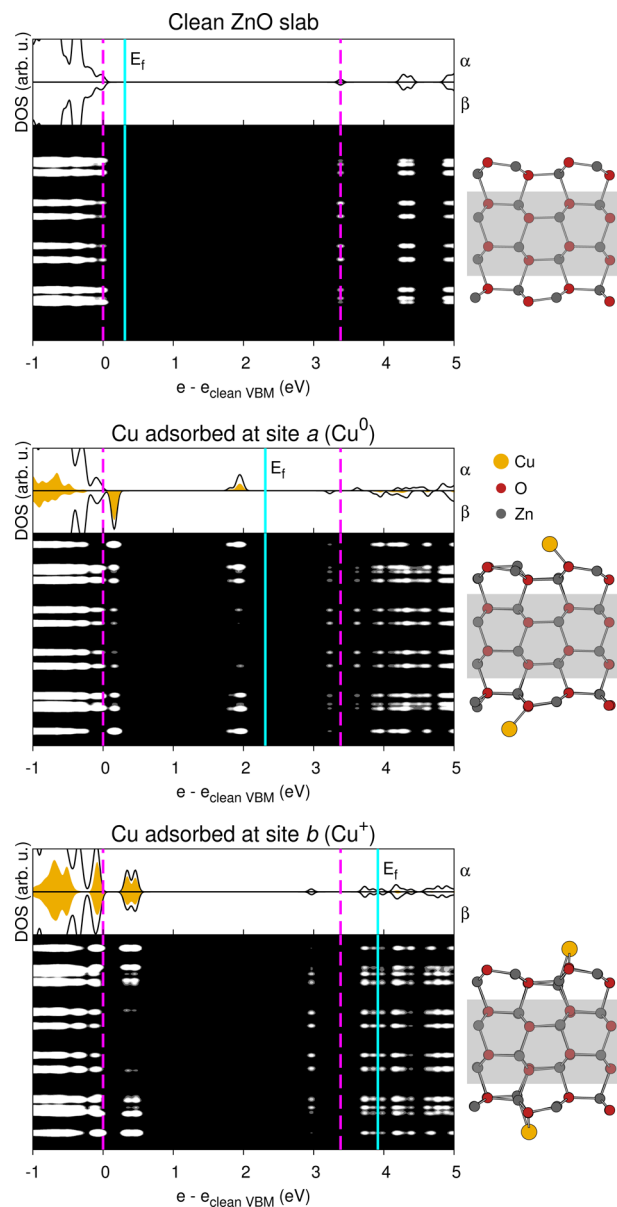 Clean ZnO slab
DOS (arb. u.)
E_f
α
β
-1 0 1 2 3 4 5
e - e_clean VBM (eV)
Cu adsorbed at site a (Cu⁰)
DOS (arb. u.)
E_f
α
β
Cu
O
Zn
-1 0 1 2 3 4 5
e - e_clean VBM (eV)
Cu adsorbed at site b (Cu⁺)
DOS (arb. u.)
E_f
α
β
-1 0 1 2 3 4 5
e - e_clean VBM (eV)